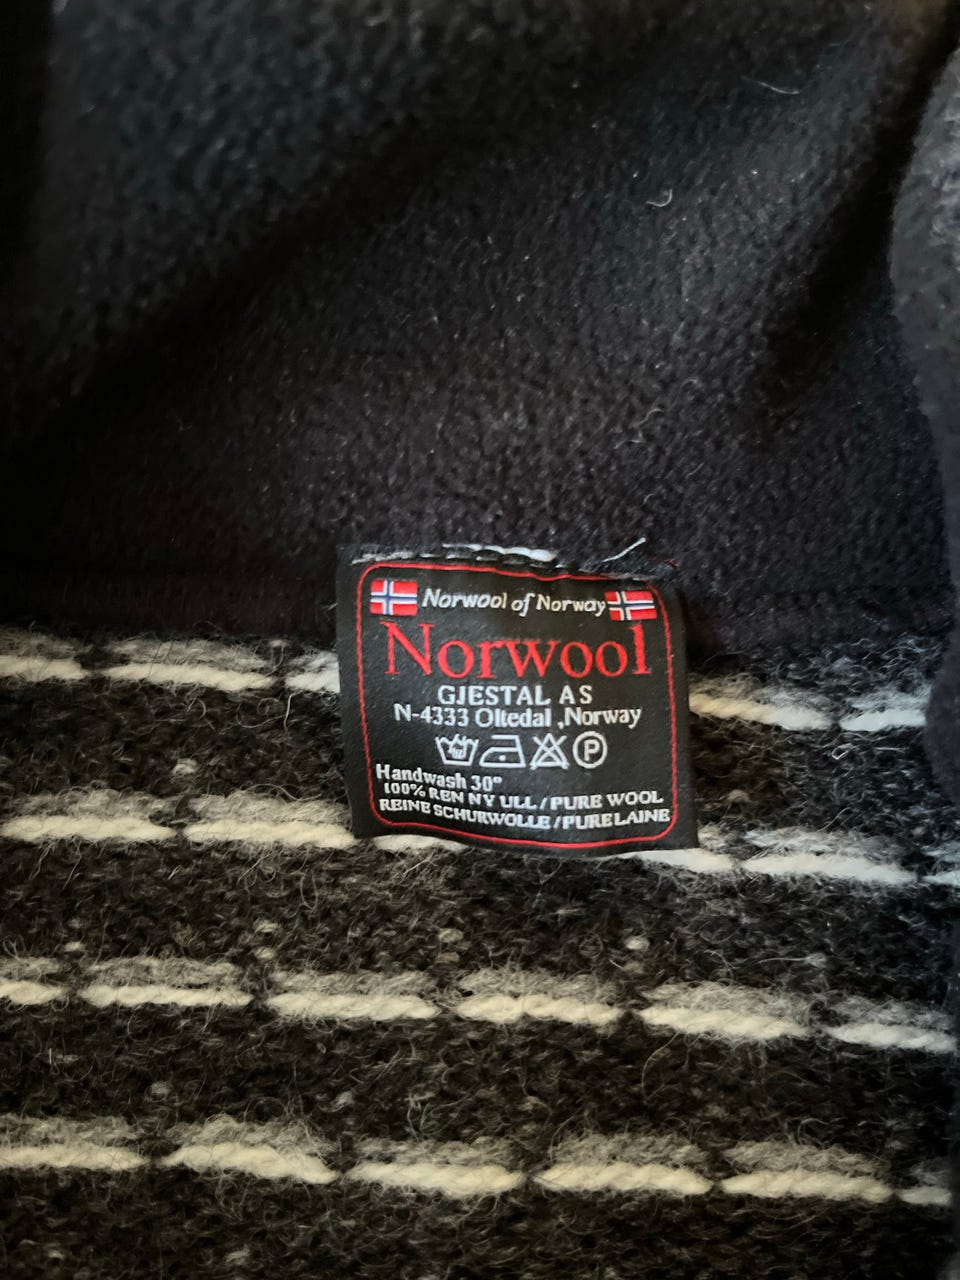 Norwool of Norway
Norwool
GJESTAL A S
N-4333 Oltedal ,Norway
P
Handwash 30°
100% REN NY ULL / PURE WOOL
REINE SCHURWOLLE / PURE LAINE